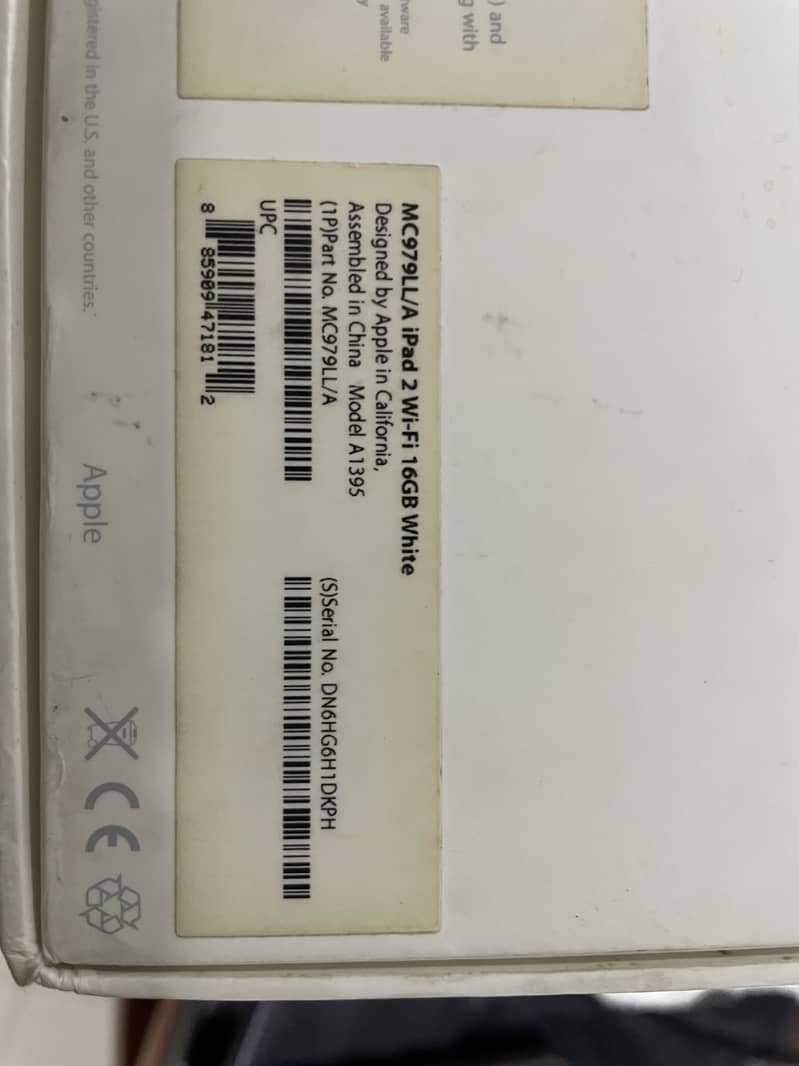 ) and
g with
available
gistered in the U.S. and other countries.
MC979LL/A iPad 2 Wi-Fi 16GB White
Designed by Apple in California,
Assembled in China Model A1395
(1P)Part No. MC979LL/A
(S)Serial No. DN6HG6H1DKPH
UPC
8 85909 47181 2
Apple
CE